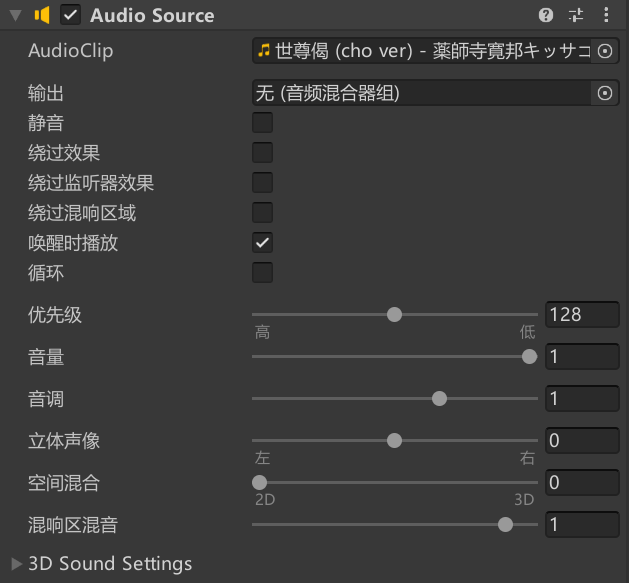 Audio Source
AudioClip 世尊偈 (cho ver) - 薬師寺寛邦キッサコ
输出 无 (音频混合器组)
静音
绕过效果
绕过监听器效果
绕过混响区域
唤醒时播放
循环
优先级 128
高 低
音量 1
音调 1
立体声像 0
左 右
空间混合 0
2D 3D
混响区混音 1
3D Sound Settings